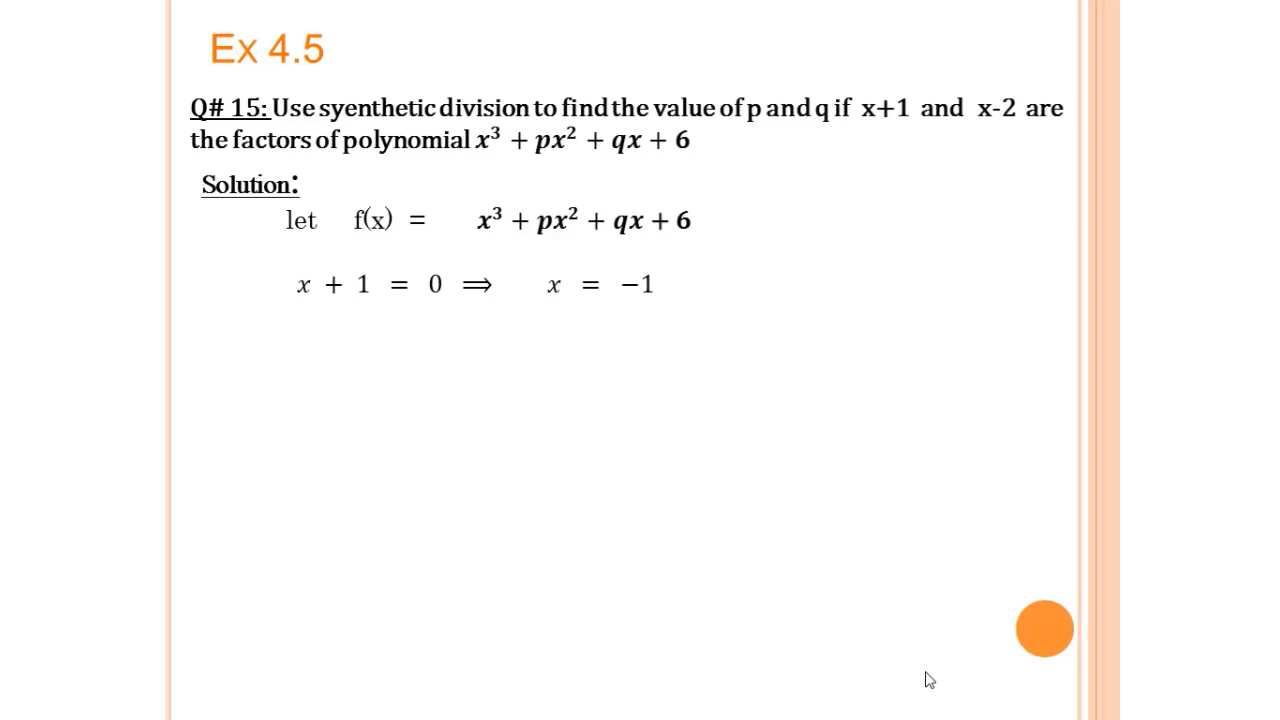 Ex 4.5
Q# 15: Use syenthetic division to find the value of p and q if x+1 and x-2 are
the factors of polynomial x³ + px² + qx + 6
Solution:
let f(x) = x³ + px² + qx + 6
x + 1 = 0 ⟹ x = −1